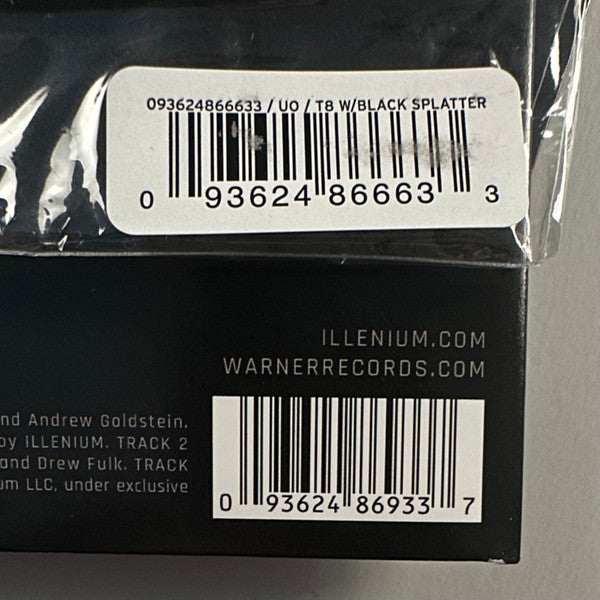 093624866633 / UO / T8 W/BLACK SPLATTER
0 93624 86663 3
ILLENIUM.COM
WARNERRECORDS.COM
nd Andrew Goldstein.
by ILLENIUM. TRACK 2
and Drew Fulk. TRACK
um LLC, under exclusive
0 93624 86933 7